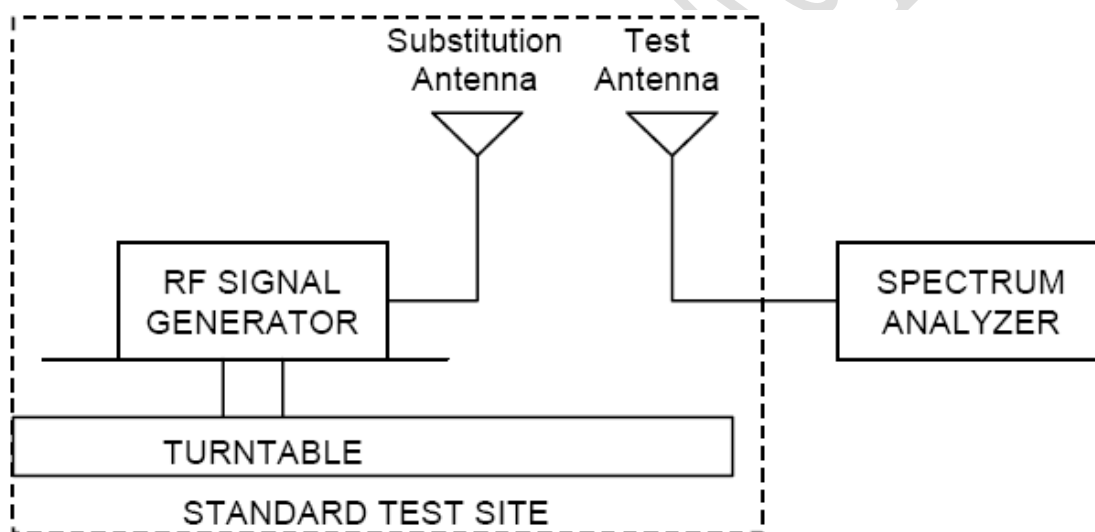 Substitution
Antenna
Test
Antenna
RF SIGNAL
GENERATOR
SPECTRUM
ANALYZER
TURNTABLE
STANDARD TEST SITE